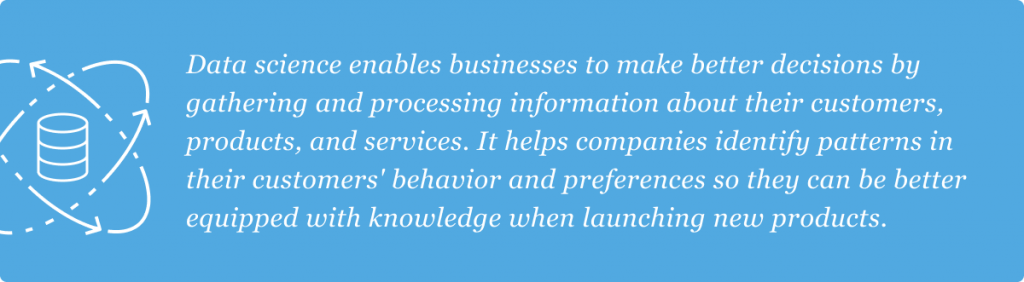 Data science enables businesses to make better decisions by
gathering and processing information about their customers,
products, and services. It helps companies identify patterns in
their customers' behavior and preferences so they can be better
equipped with knowledge when launching new products.